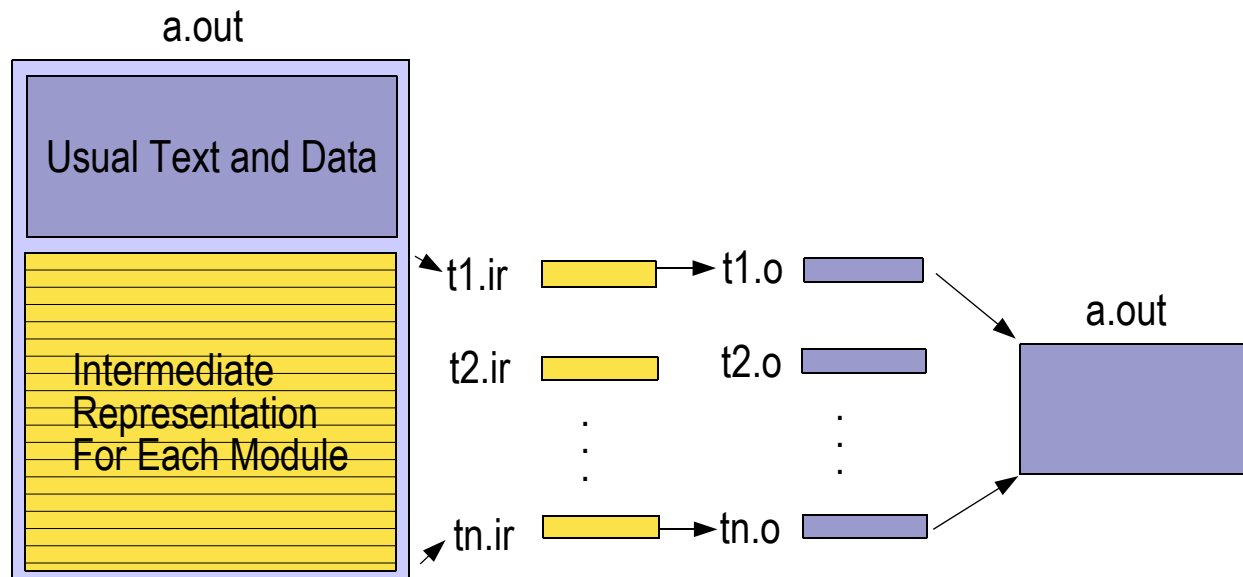 a.out
Usual Text and Data
Intermediate
Representation
For Each Module
t1.ir
t2.ir
.
.
.
tn.ir
t1.o
t2.o
.
.
.
tn.o
a.out